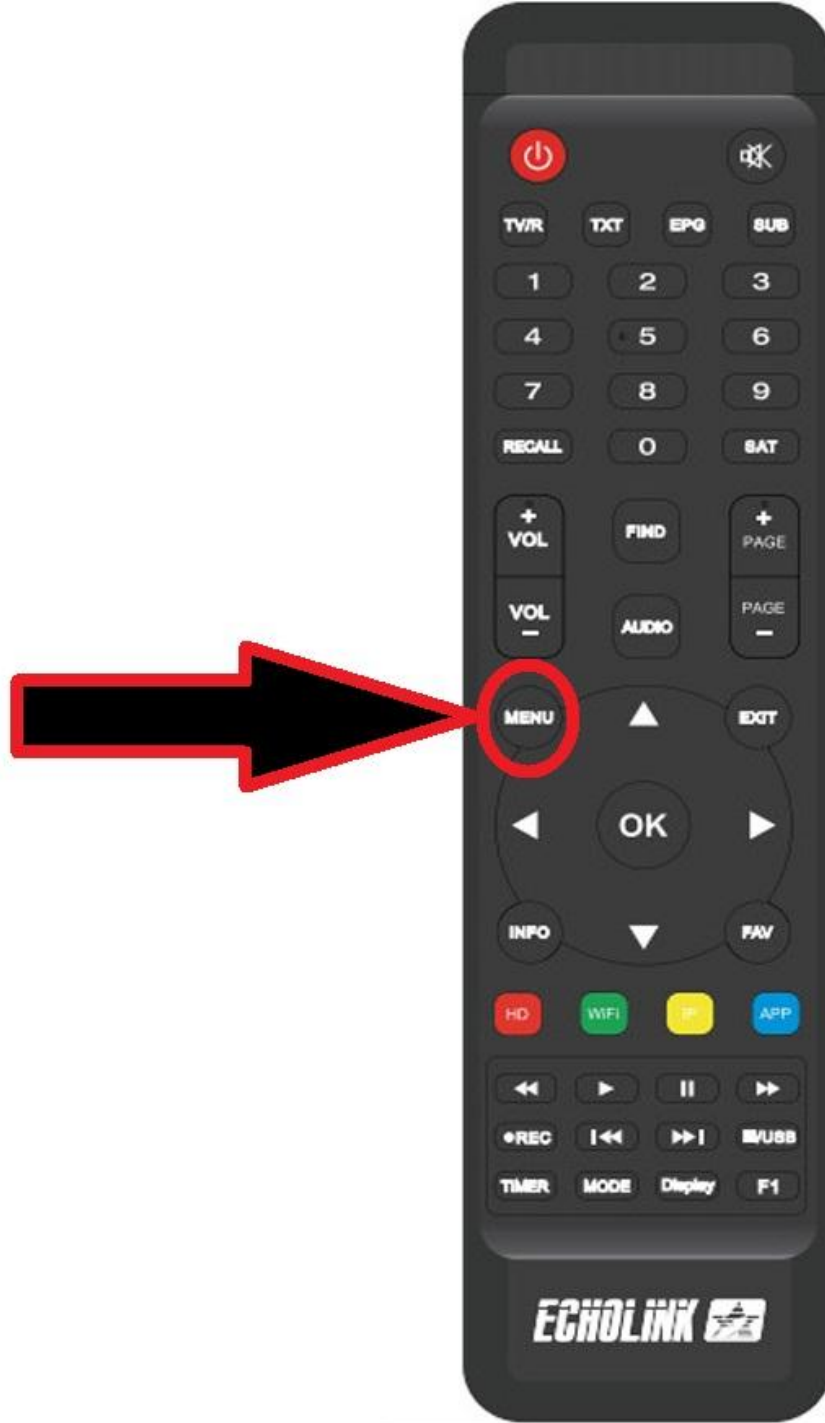 TV/R TXT EPG SUB
1 2 3
4 5 6
7 8 9
RECALL 0 SAT
+ +
VOL FIND PAGE
VOL AUDIO PAGE
- -
MENU EXIT
OK
INFO FAV
HD WiFi IP APP
REC /USB
TIMER MODE Display F1
ECHOLINK